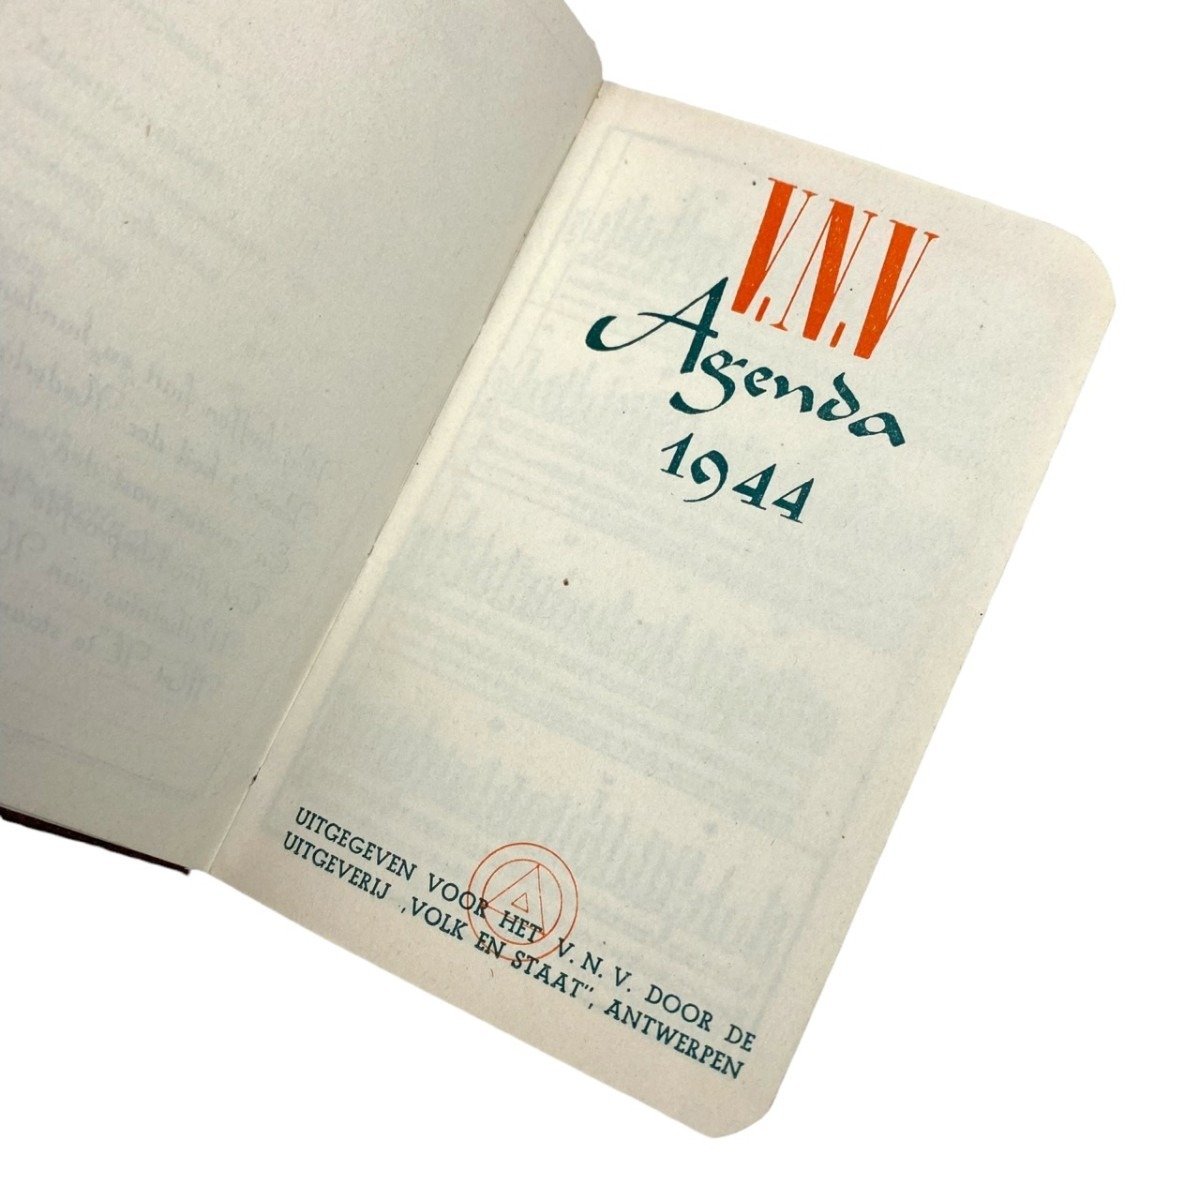 V.N.V
Agenda
1944
UITGEGEVEN VOOR HET V. N. V. DOOR DE
UITGEVERIJ ,VOLK EN STAAT", ANTWERPEN